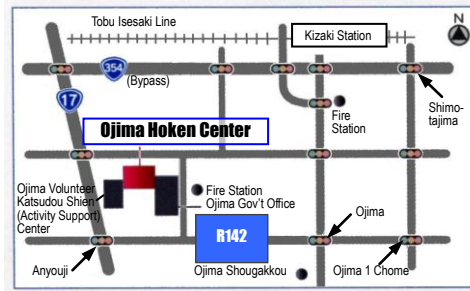 Tobu Isesaki Line
Kizaki Station
N
354
(Bypass)
17
Shimo-
tajima
Fire
Station
Ojima Hoken Center
Ojima Volunteer
Katsudou Shien
(Activity Support)
Center
Fire Station
Ojima Gov't Office
R142
Ojima
Anyouji
Ojima Shougakkou
Ojima 1 Chome